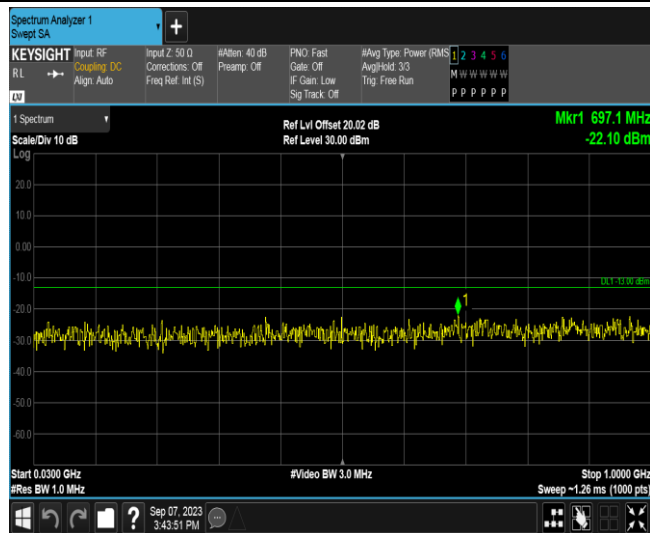 Spectrum Analyzer 1
Swept SA
+
KEYSIGHT
RL
LXI
Input: RF
Coupling: DC
Align: Auto
Input Z: 50 Ω
Corrections: Off
Freq Ref: Int (S)
#Atten: 40 dB
Preamp: Off
PNO: Fast
Gate: Off
IF Gain: Low
Sig Track: Off
#Avg Type: Power (RMS
Avg|Hold: 3/3
Trig: Free Run
1 2 3 4 5 6
M W W W W W
P P P P P P
1 Spectrum
Scale/Div 10 dB
Log
Ref Lvl Offset 20.02 dB
Ref Level 30.00 dBm
Mkr1 697.1 MHz
-22.10 dBm
20.0
10.0
0.00
-10.0
DL1 -13.00 dBm
1
-20.0
-30.0
-40.0
-50.0
-60.0
Start 0.0300 GHz
#Res BW 1.0 MHz
#Video BW 3.0 MHz
Stop 1.0000 GHz
Sweep ~1.26 ms (1000 pts)
?
Sep 07, 2023
3:43:51 PM